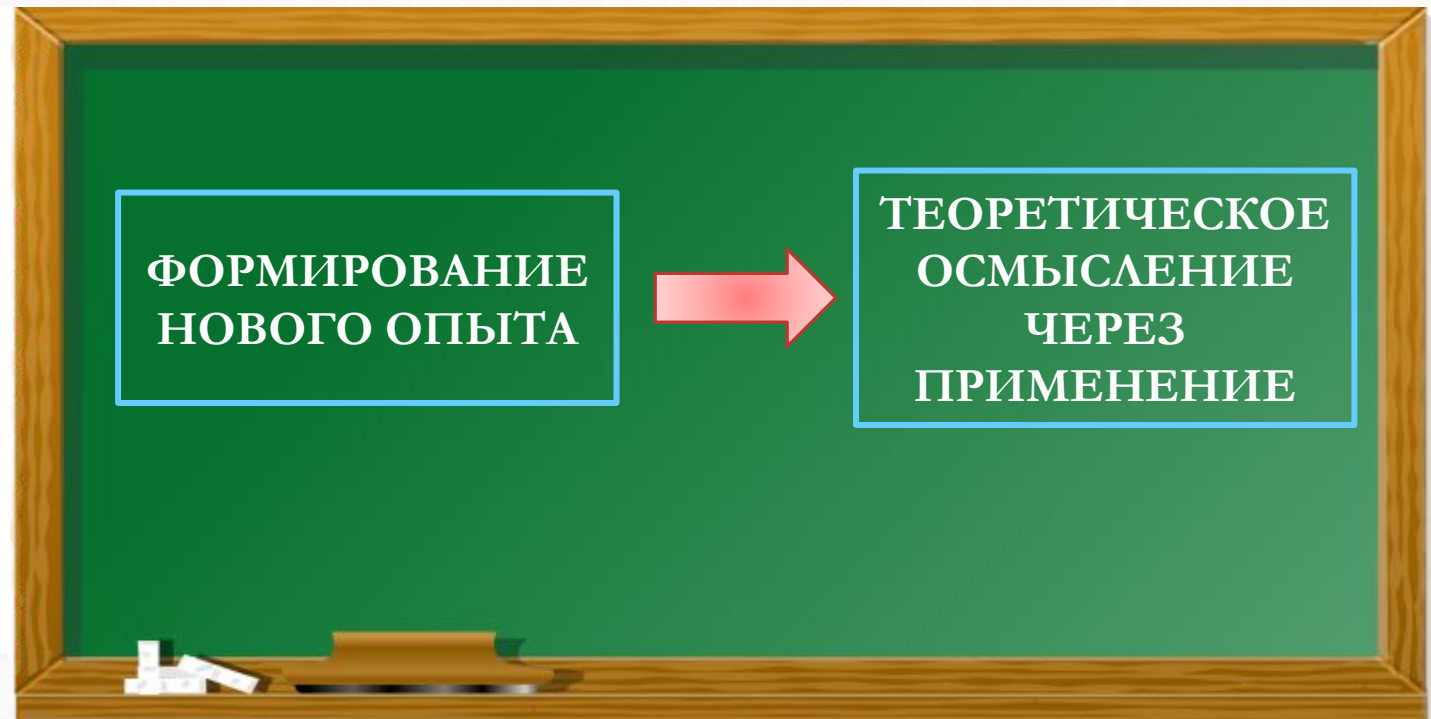 ФОРМИРОВАНИЕ
НОВОГО ОПЫТА
ТЕОРЕТИЧЕСКОЕ
ОСМЫСЛЕНИЕ
ЧЕРЕЗ
ПРИМЕНЕНИЕ